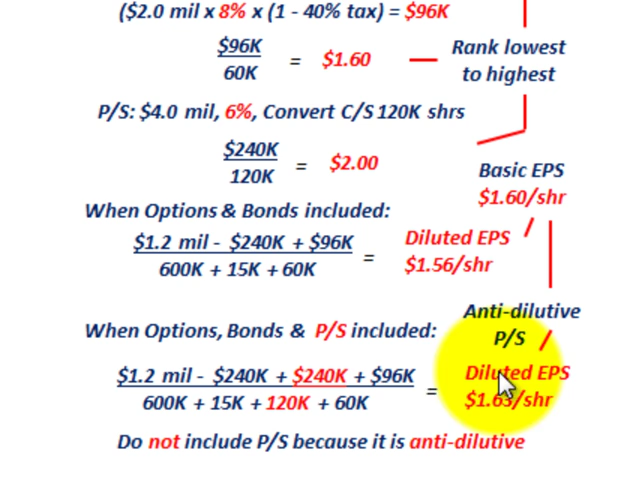 ($2.0 mil x 8% x (1 - 40% tax) = $96K
$96K
60K
= $1.60
Rank lowest
to highest
P/S: $4.0 mil, 6%, Convert C/S 120K shrs
$240K
120K
= $2.00
Basic EPS
$1.60/shr
When Options & Bonds included:
$1.2 mil - $240K + $96K
600K + 15K + 60K
=
Diluted EPS
$1.56/shr
Anti-dilutive
P/S
When Options, Bonds & P/S included:
$1.2 mil - $240K + $240K + $96K
600K + 15K + 120K + 60K
=
Diluted EPS
$1.63/shr
Do not include P/S because it is anti-dilutive